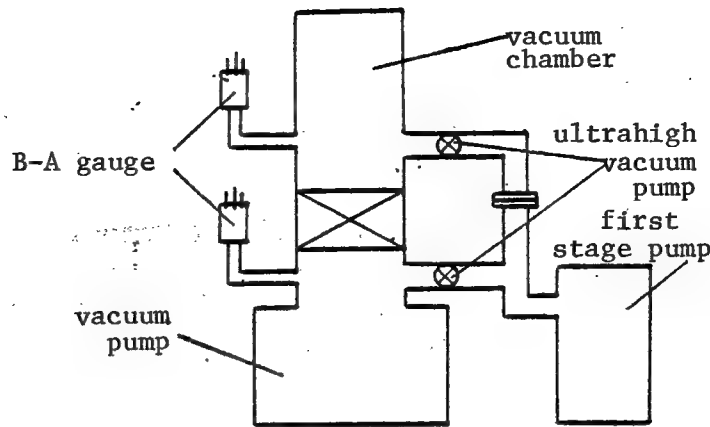 vacuum
chamber
ultrahigh
vacuum
pump
B-A gauge
first
stage pump
vacuum
pump